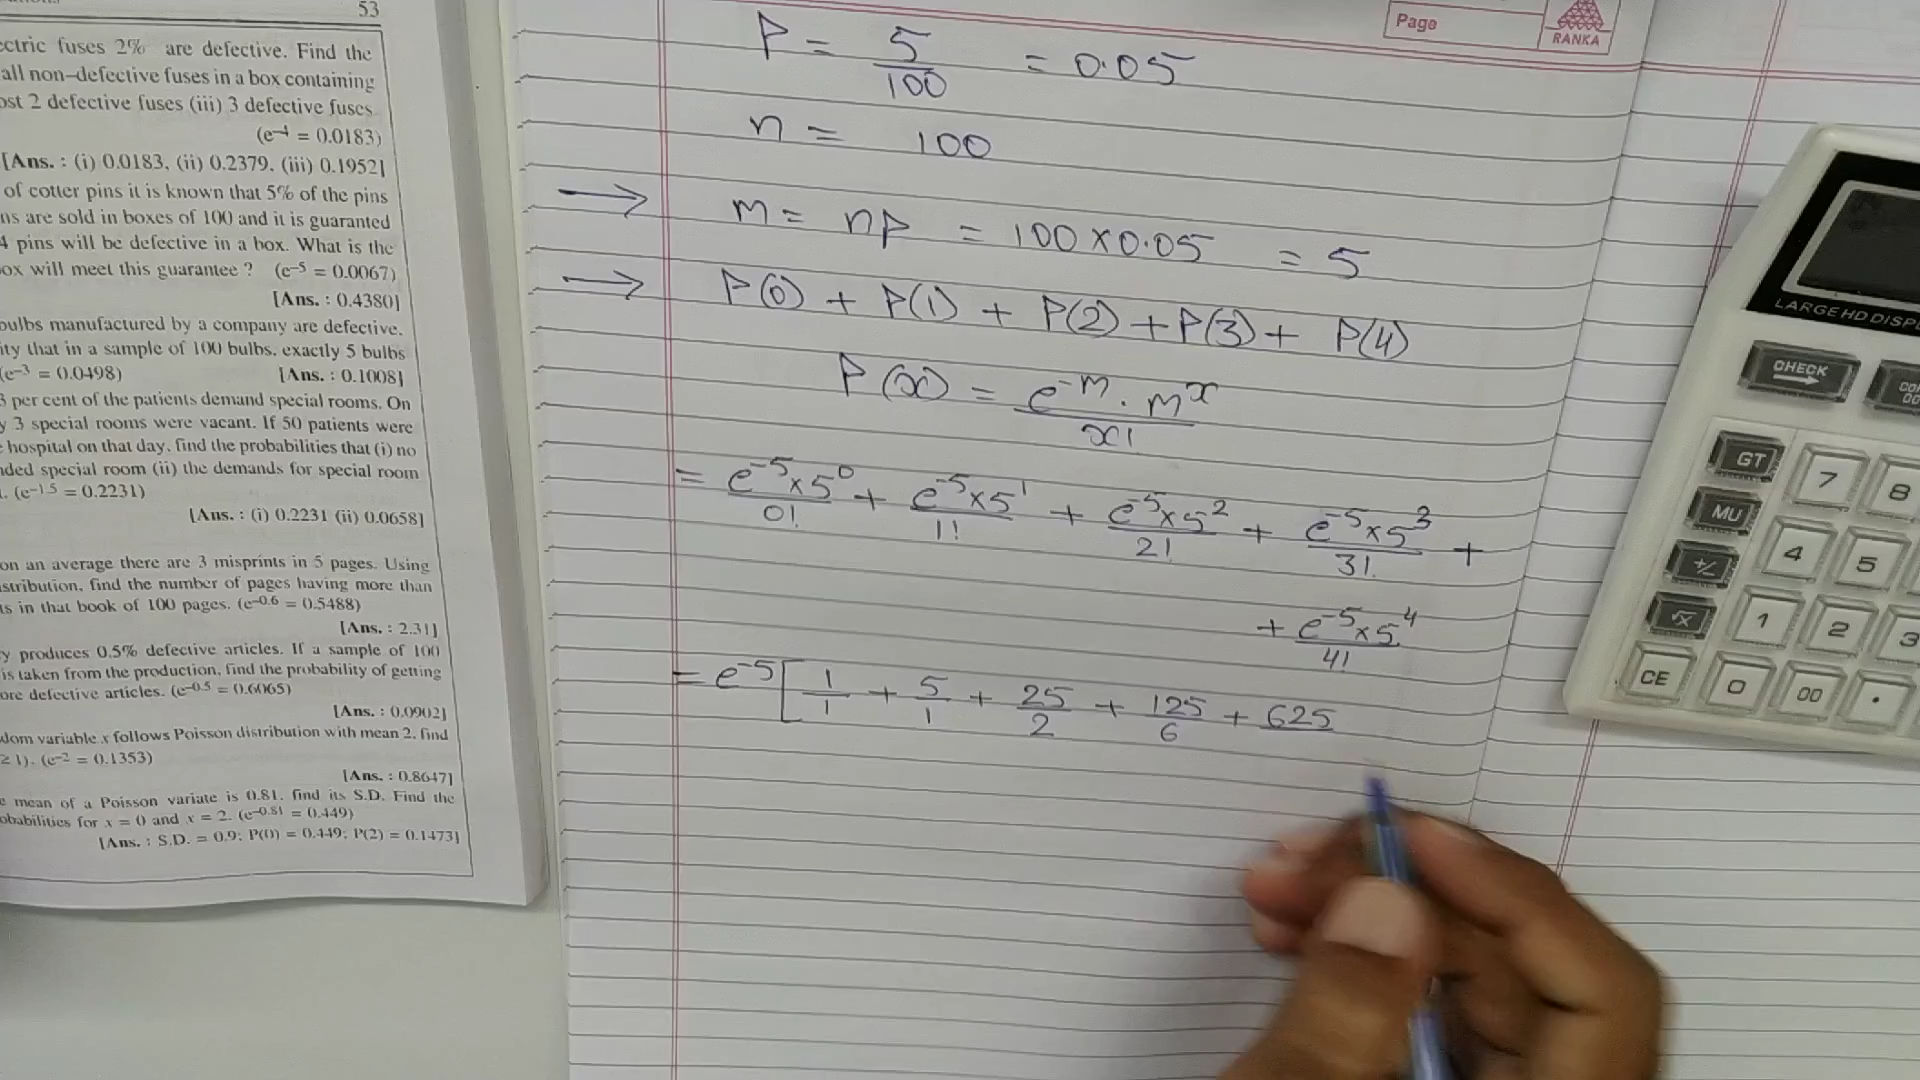 53
ectric fuses 2% are defective. Find the
all non-defective fuses in a box containing
ost 2 defective fuses (iii) 3 defective fuses
(e⁻⁴ = 0.0183)
[Ans. : (i) 0.0183, (ii) 0.2379, (iii) 0.1952]
of cotter pins it is known that 5% of the pins
ns are sold in boxes of 100 and it is guaranted
4 pins will be defective in a box. What is the
ox will meet this guarantee ? (e⁻⁵ = 0.0067)
[Ans. : 0.4380]
bulbs manufactured by a company are defective.
ity that in a sample of 100 bulbs, exactly 5 bulbs
(e⁻³ = 0.0498) [Ans. : 0.1008]
3 per cent of the patients demand special rooms. On
y 3 special rooms were vacant. If 50 patients were
hospital on that day, find the probabilities that (i) no
nded special room (ii) the demands for special room
. (e⁻¹·⁵ = 0.2231)
[Ans. : (i) 0.2231 (ii) 0.0658]
on an average there are 3 misprints in 5 pages. Using
stribution, find the number of pages having more than
ts in that book of 100 pages. (e⁻⁰·⁶ = 0.5488)
[Ans. : 2.31]
y produces 0.5% defective articles. If a sample of 100
is taken from the production, find the probability of getting
ore defective articles. (e⁻⁰·⁵ = 0.6065)
[Ans. : 0.0902]
dom variable x follows Poisson distribution with mean 2, find
≥ 1). (e⁻² = 0.1353)
[Ans. : 0.8647]
e mean of a Poisson variate is 0.81, find its S.D. Find the
obabilities for x = 0 and x = 2. (e⁻⁰·⁸¹ = 0.449)
[Ans. : S.D. = 0.9; P(0) = 0.449; P(2) = 0.1473]
Page
RANKA
P = 5/100 = 0.05
n = 100
→ m = np = 100 × 0.05 = 5
→ P(0) + P(1) + P(2) + P(3) + P(4)
P(x) = e⁻ᵐ · mˣ / x!
= e⁻⁵×5⁰/0! + e⁻⁵×5¹/1! + e⁻⁵×5²/2! + e⁻⁵×5³/3! +
+ e⁻⁵×5⁴/4!
= e⁻⁵ [ 1/1 + 5/1 + 25/2 + 125/6 + 625
LARGE HD DISP
CHECK
GT 7 8
MU 4 5
+/- 1 2 3
√x
CE 0 00 .